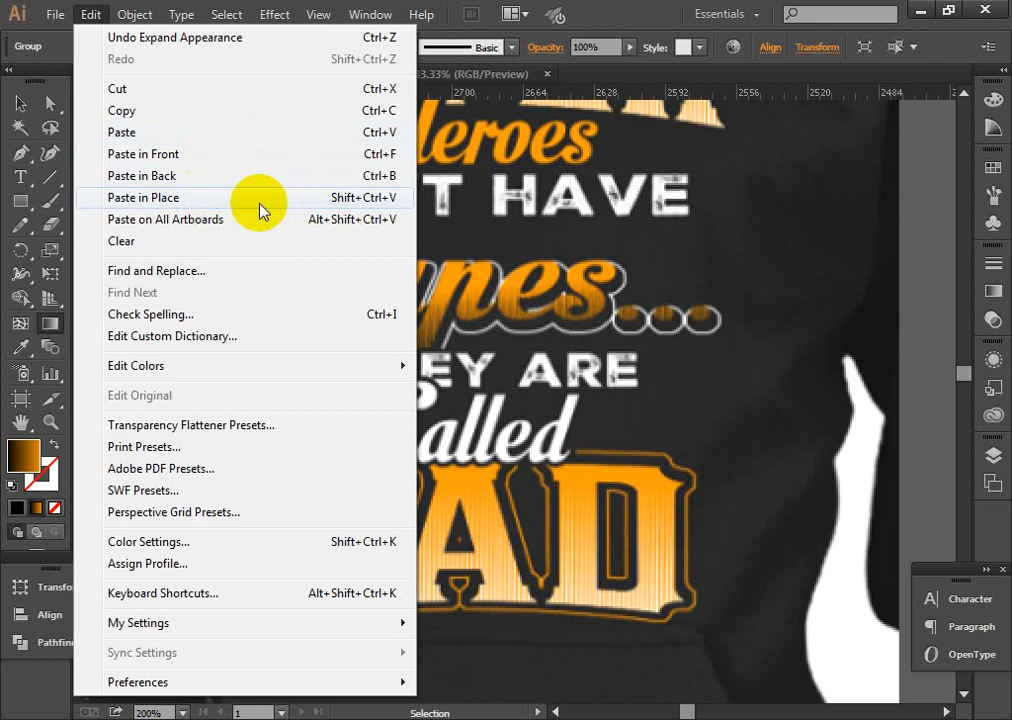 Ai File Edit Object Type Select Effect View Window Help Essentials
Group Basic Opacity: 100% Style: Align Transform
Undo Expand Appearance Ctrl+Z
Redo Shift+Ctrl+Z
Cut Ctrl+X
Copy Ctrl+C
Paste Ctrl+V
Paste in Front Ctrl+F
Paste in Back Ctrl+B
Paste in Place Shift+Ctrl+V
Paste on All Artboards Alt+Shift+Ctrl+V
Clear
Find and Replace...
Find Next
Check Spelling... Ctrl+I
Edit Custom Dictionary...
Edit Colors
Edit Original
Transparency Flattener Presets...
Print Presets...
Adobe PDF Presets...
SWF Presets...
Perspective Grid Presets...
Color Settings... Shift+Ctrl+K
Assign Profile...
Keyboard Shortcuts... Alt+Shift+Ctrl+K
My Settings
Sync Settings
Preferences
3.33% (RGB/Preview)
2700 2664 2628 2592 2556 2520 2484
eroes
T HAVE
pes....
EY ARE
alled
AD
Transfo
Align
Pathfin
Character
Paragraph
OpenType
200% 1 Selection